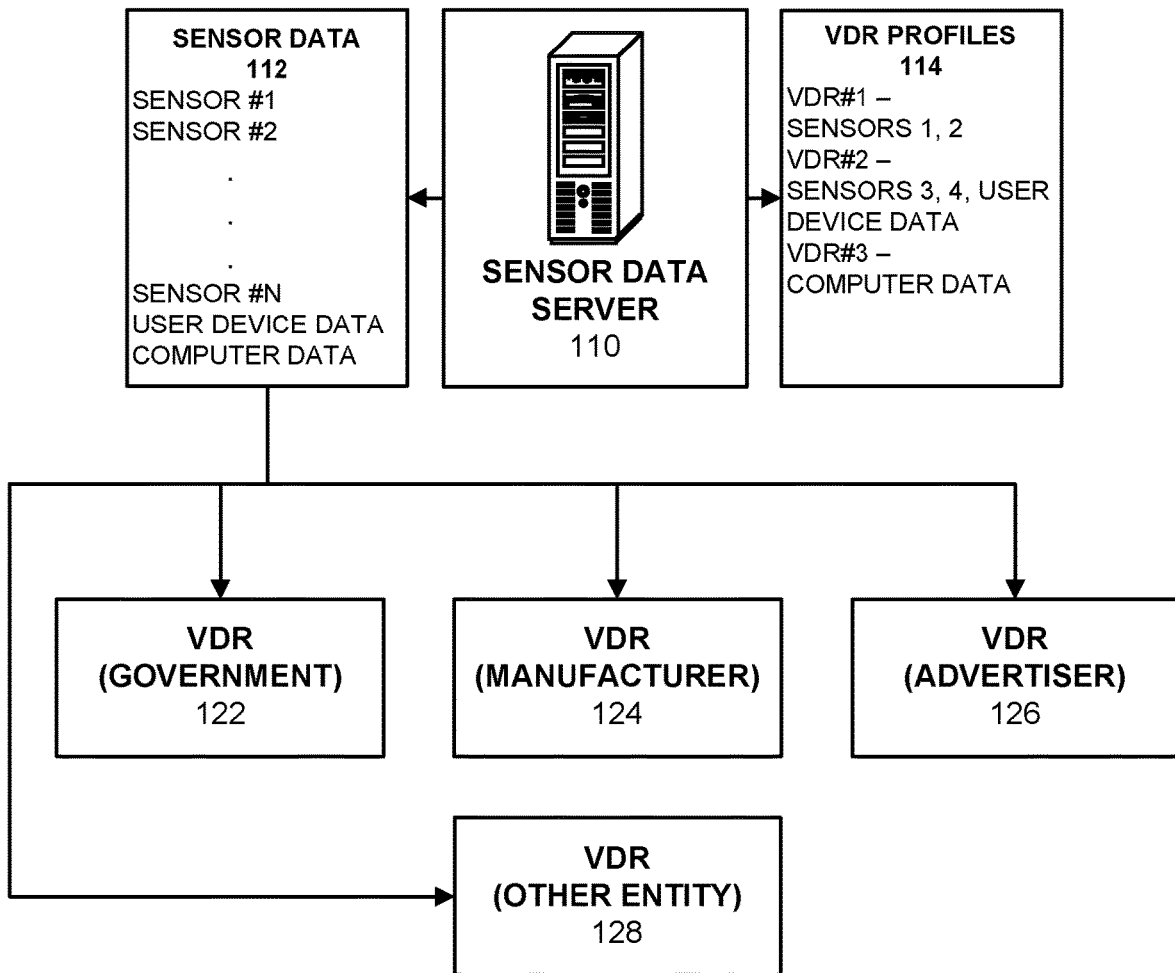 SENSOR DATA
112
SENSOR #1
SENSOR #2
.
.
.
SENSOR #N
USER DEVICE DATA
COMPUTER DATA
SENSOR DATA
SERVER
110
VDR PROFILES
114
VDR#1 –
SENSORS 1, 2
VDR#2 –
SENSORS 3, 4, USER
DEVICE DATA
VDR#3 –
COMPUTER DATA
VDR
(GOVERNMENT)
122
VDR
(MANUFACTURER)
124
VDR
(ADVERTISER)
126
VDR
(OTHER ENTITY)
128